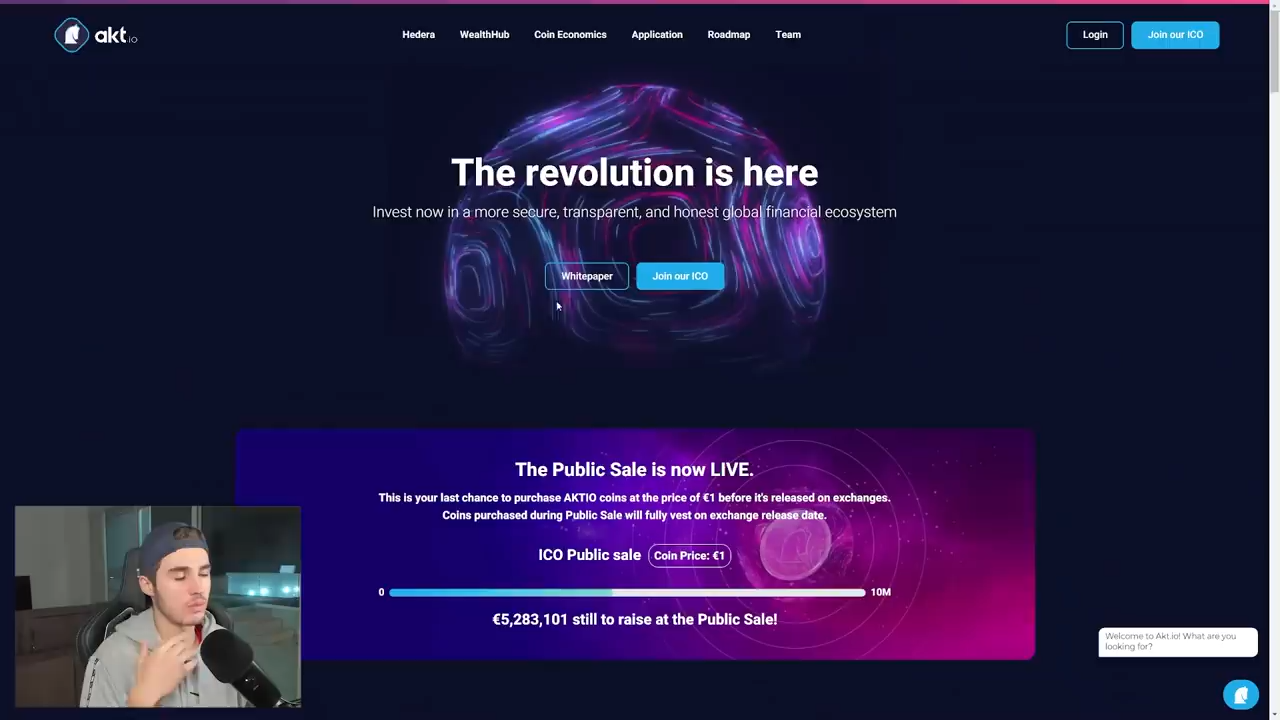 akt.io
Hedera
WealthHub
Coin Economics
Application
Roadmap
Team
Login
Join our ICO
The revolution is here
Invest now in a more secure, transparent, and honest global financial ecosystem
Whitepaper
Join our ICO
The Public Sale is now LIVE.
This is your last chance to purchase AKTIO coins at the price of €1 before it's released on exchanges.
Coins purchased during Public Sale will fully vest on exchange release date.
ICO Public sale
Coin Price: €1
0
10M
€5,283,101 still to raise at the Public Sale!
Welcome to Akt.io! What are you
looking for?